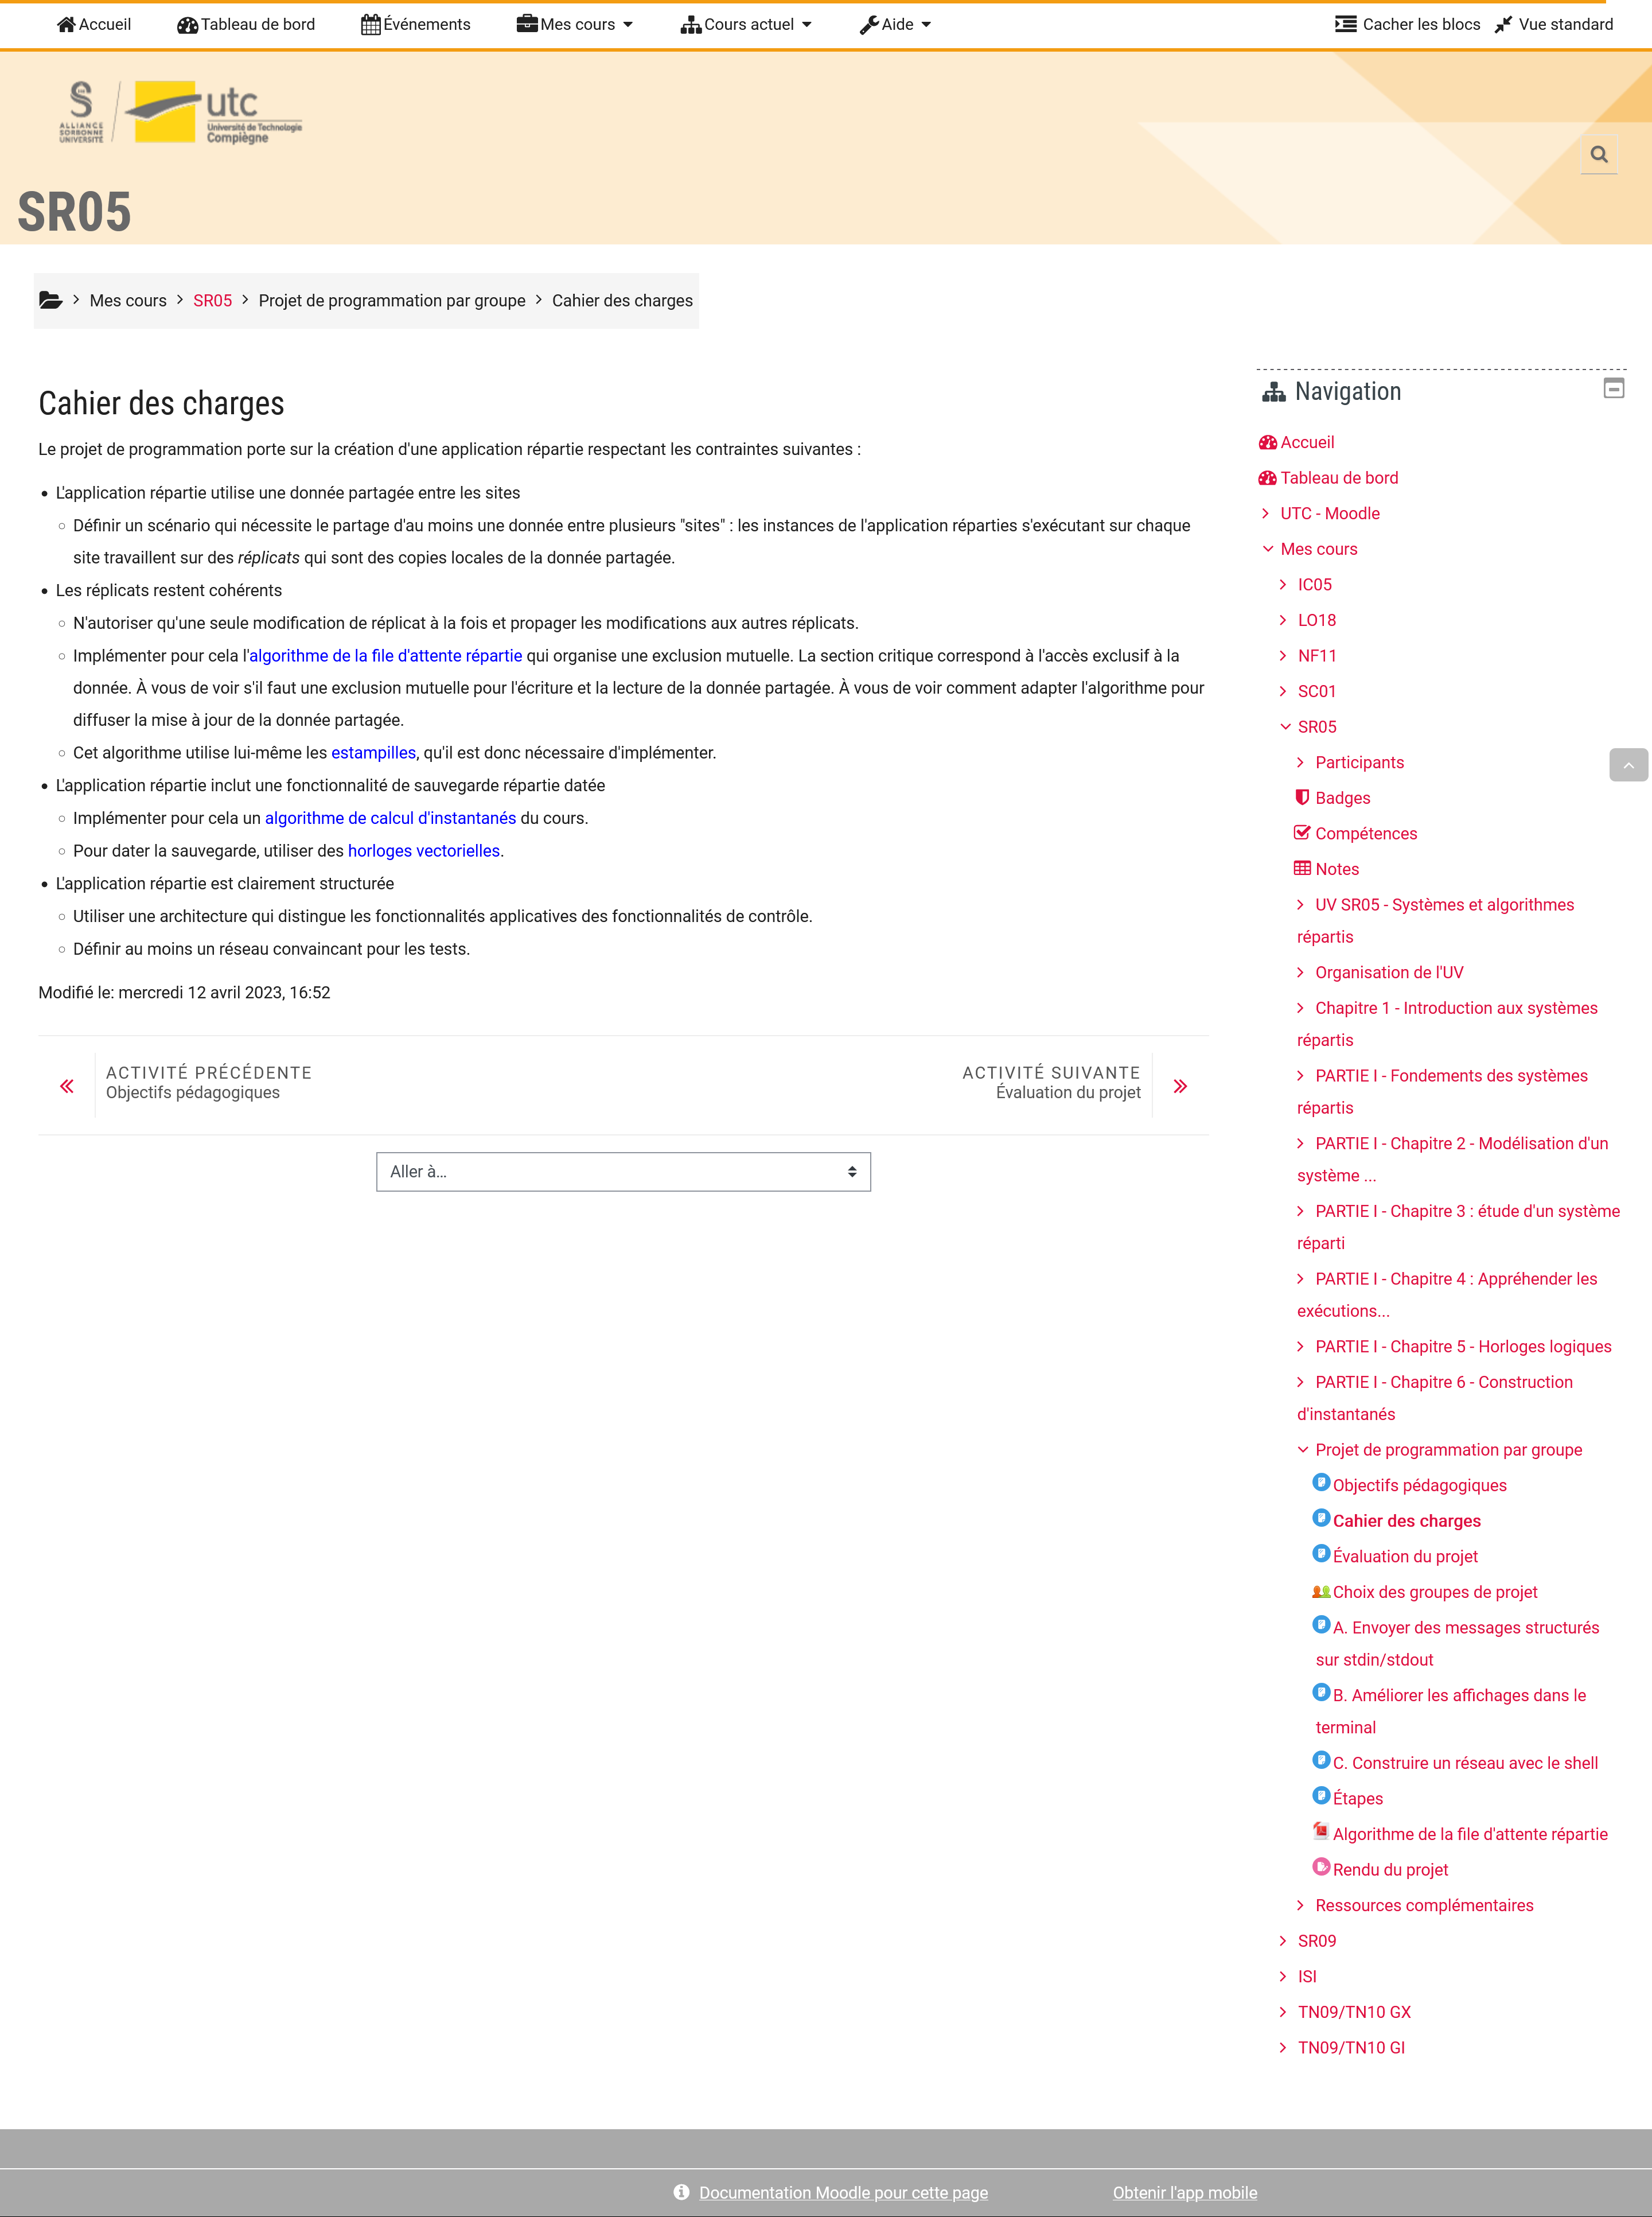 Accueil
Tableau de bord
Événements
Mes cours
Cours actuel
Aide
Cacher les blocs
Vue standard
S
ALLIANCE
SORBONNE
UNIVERSITÉ
utc
Université de Technologie
Compiègne
SR05
Mes cours
SR05
Projet de programmation par groupe
Cahier des charges
Cahier des charges
Le projet de programmation porte sur la création d'une application répartie respectant les contraintes suivantes :
• L'application répartie utilise une donnée partagée entre les sites
○ Définir un scénario qui nécessite le partage d'au moins une donnée entre plusieurs "sites" : les instances de l'application réparties s'exécutant sur chaque
site travaillent sur des réplicats qui sont des copies locales de la donnée partagée.
• Les réplicats restent cohérents
○ N'autoriser qu'une seule modification de réplicat à la fois et propager les modifications aux autres réplicats.
○ Implémenter pour cela l'algorithme de la file d'attente répartie qui organise une exclusion mutuelle. La section critique correspond à l'accès exclusif à la
donnée. À vous de voir s'il faut une exclusion mutuelle pour l'écriture et la lecture de la donnée partagée. À vous de voir comment adapter l'algorithme pour
diffuser la mise à jour de la donnée partagée.
○ Cet algorithme utilise lui-même les estampilles, qu'il est donc nécessaire d'implémenter.
• L'application répartie inclut une fonctionnalité de sauvegarde répartie datée
○ Implémenter pour cela un algorithme de calcul d'instantanés du cours.
○ Pour dater la sauvegarde, utiliser des horloges vectorielles.
• L'application répartie est clairement structurée
○ Utiliser une architecture qui distingue les fonctionnalités applicatives des fonctionnalités de contrôle.
○ Définir au moins un réseau convaincant pour les tests.
Modifié le: mercredi 12 avril 2023, 16:52
ACTIVITÉ PRÉCÉDENTE
Objectifs pédagogiques
ACTIVITÉ SUIVANTE
Évaluation du projet
Aller à...
Navigation
Accueil
Tableau de bord
UTC - Moodle
Mes cours
IC05
LO18
NF11
SC01
SR05
Participants
Badges
Compétences
Notes
UV SR05 - Systèmes et algorithmes
répartis
Organisation de l'UV
Chapitre 1 - Introduction aux systèmes
répartis
PARTIE I - Fondements des systèmes
répartis
PARTIE I - Chapitre 2 - Modélisation d'un
système ...
PARTIE I - Chapitre 3 : étude d'un système
réparti
PARTIE I - Chapitre 4 : Appréhender les
exécutions...
PARTIE I - Chapitre 5 - Horloges logiques
PARTIE I - Chapitre 6 - Construction
d'instantanés
Projet de programmation par groupe
Objectifs pédagogiques
Cahier des charges
Évaluation du projet
Choix des groupes de projet
A. Envoyer des messages structurés
sur stdin/stdout
B. Améliorer les affichages dans le
terminal
C. Construire un réseau avec le shell
Étapes
Algorithme de la file d'attente répartie
Rendu du projet
Ressources complémentaires
SR09
ISI
TN09/TN10 GX
TN09/TN10 GI
Documentation Moodle pour cette page
Obtenir l'app mobile